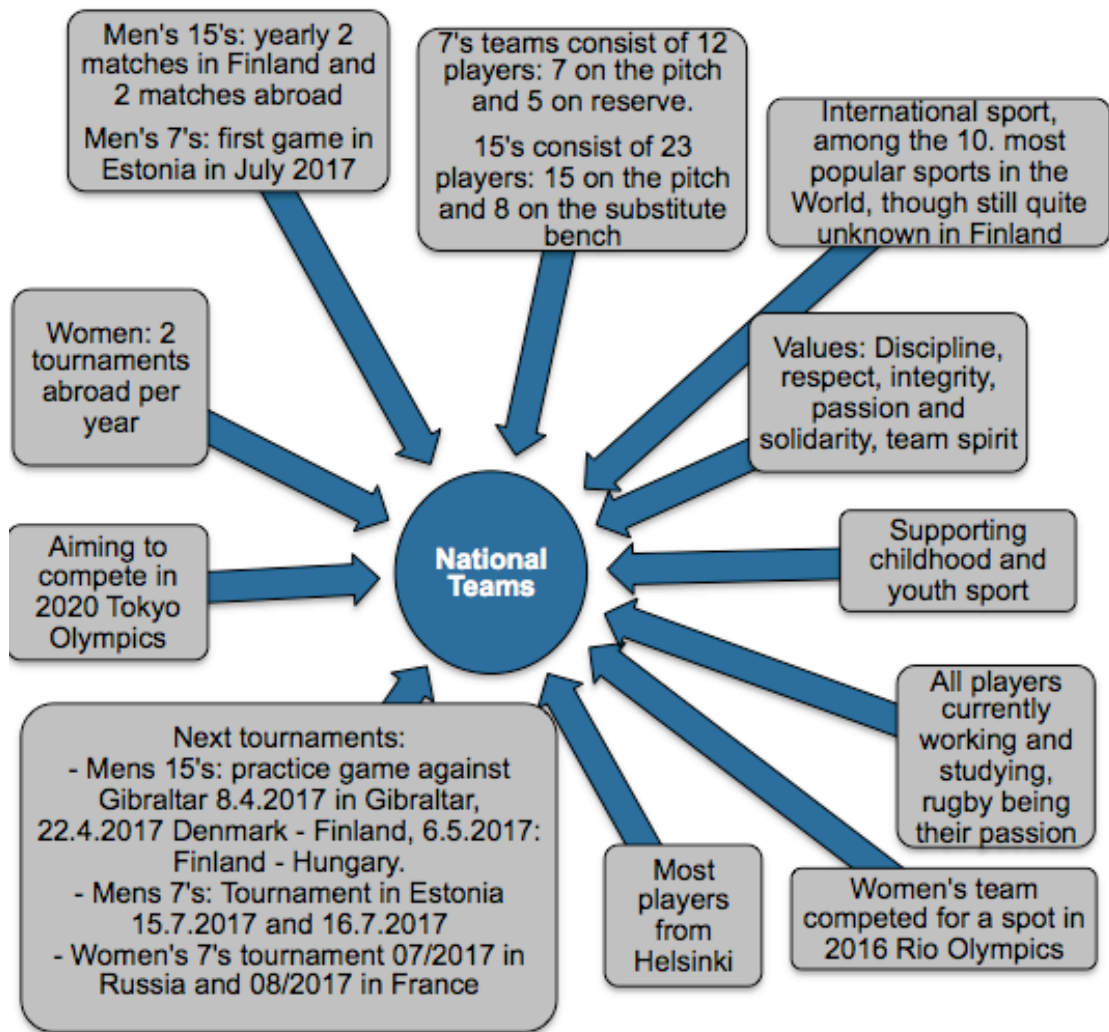 Men's 15's: yearly 2
matches in Finland and
2 matches abroad
Men's 7's: first game in
Estonia in July 2017
7's teams consist of 12
players: 7 on the pitch
and 5 on reserve.
15's consist of 23
players: 15 on the pitch
and 8 on the substitute
bench
International sport,
among the 10. most
popular sports in the
World, though still quite
unknown in Finland
Women: 2
tournaments
abroad per
year
Values: Discipline,
respect, integrity,
passion and
solidarity, team spirit
Aiming to
compete in
2020 Tokyo
Olympics
National
Teams
Supporting
childhood and
youth sport
All players
currently
working and
studying,
rugby being
their passion
Next tournaments:
- Mens 15's: practice game against
Gibraltar 8.4.2017 in Gibraltar,
22.4.2017 Denmark - Finland, 6.5.2017:
Finland - Hungary.
- Mens 7's: Tournament in Estonia
15.7.2017 and 16.7.2017
- Women's 7's tournament 07/2017 in
Russia and 08/2017 in France
Most
players
from
Helsinki
Women's team
competed for a spot in
2016 Rio Olympics